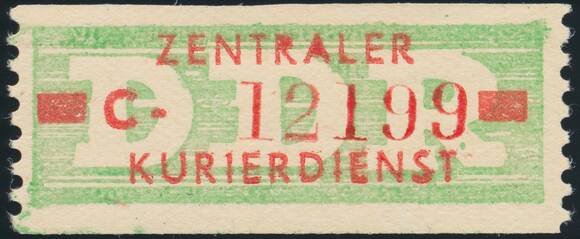 ZENTRALER
DDR
C- 12199
KURIERDIENST